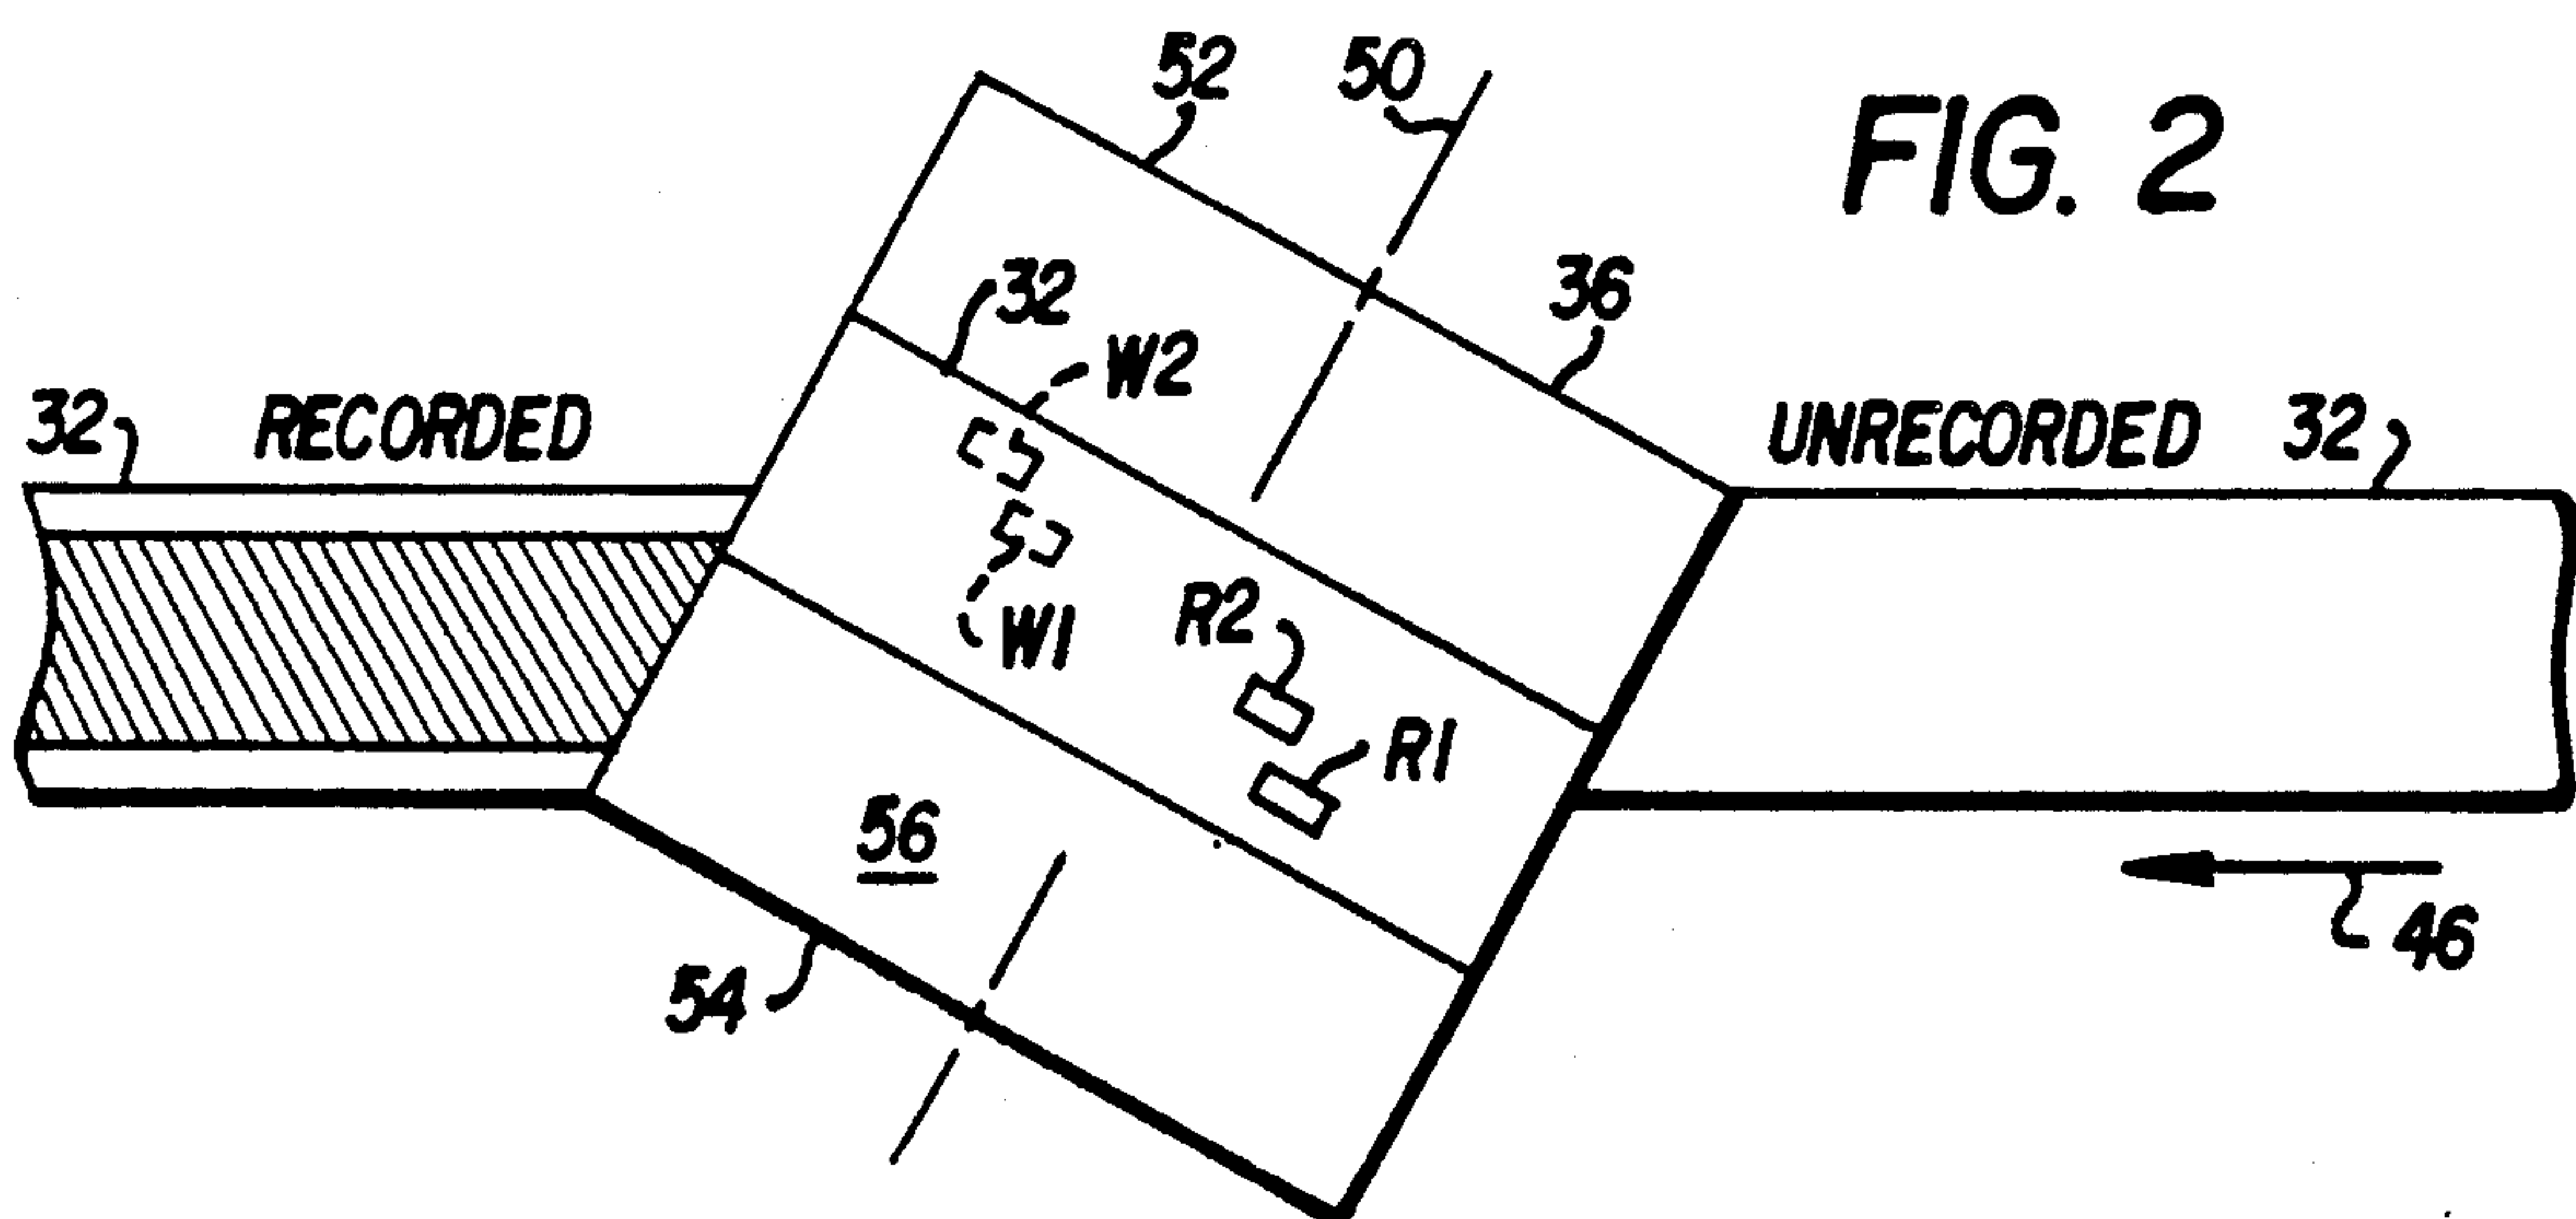 52 50
FIG. 2
32 36
W2
32 RECORDED
UNRECORDED 32
R2
W1
R1
56
46
54